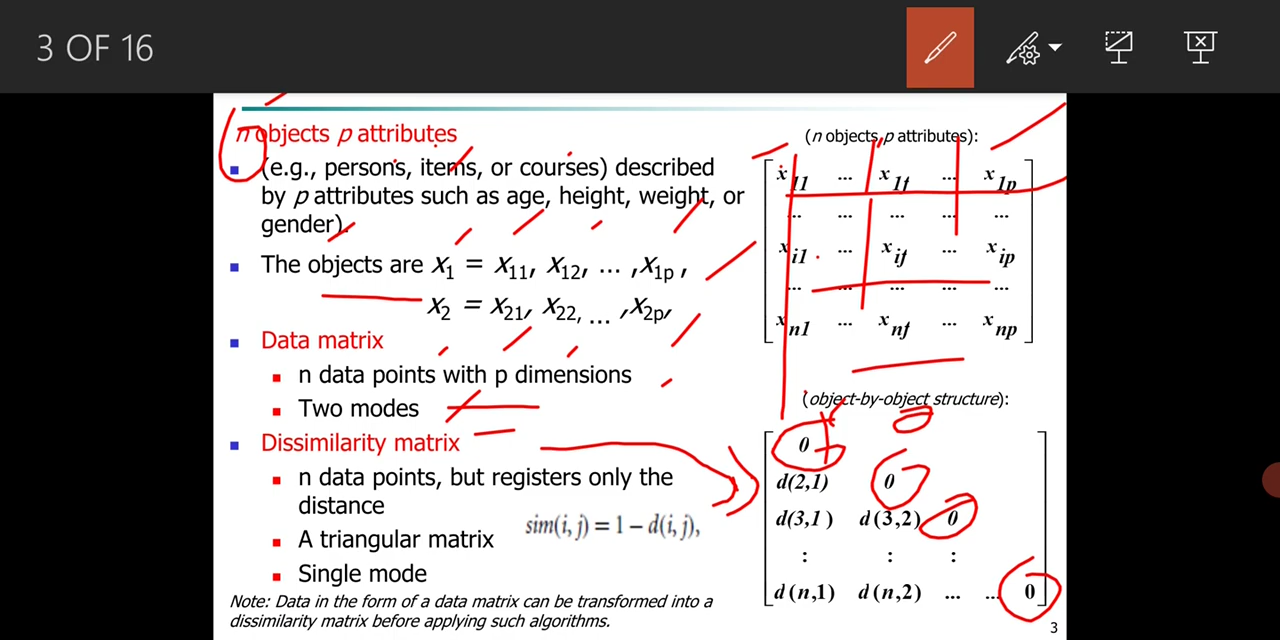 3 OF 16
n objects p attributes
(e.g., persons, items, or courses) described
by p attributes such as age, height, weight, or
gender).
The objects are x1 = x11, x12, ... ,x1p,
x2 = x21, x22, ... ,x2p,
Data matrix
n data points with p dimensions
Two modes
Dissimilarity matrix
n data points, but registers only the
distance
sim(i, j) = 1 − d(i, j),
A triangular matrix
Single mode
Note: Data in the form of a data matrix can be transformed into a
dissimilarity matrix before applying such algorithms.
(n objects, p attributes):
x11 ... x1f ... x1p
... ... ... ... ...
xi1 ... xif ... xip
... ... ... ... ...
xn1 ... xnf ... xnp
(object-by-object structure):
0
d(2,1) 0
d(3,1) d(3,2) 0
: : :
d(n,1) d(n,2) ... ... 0
3